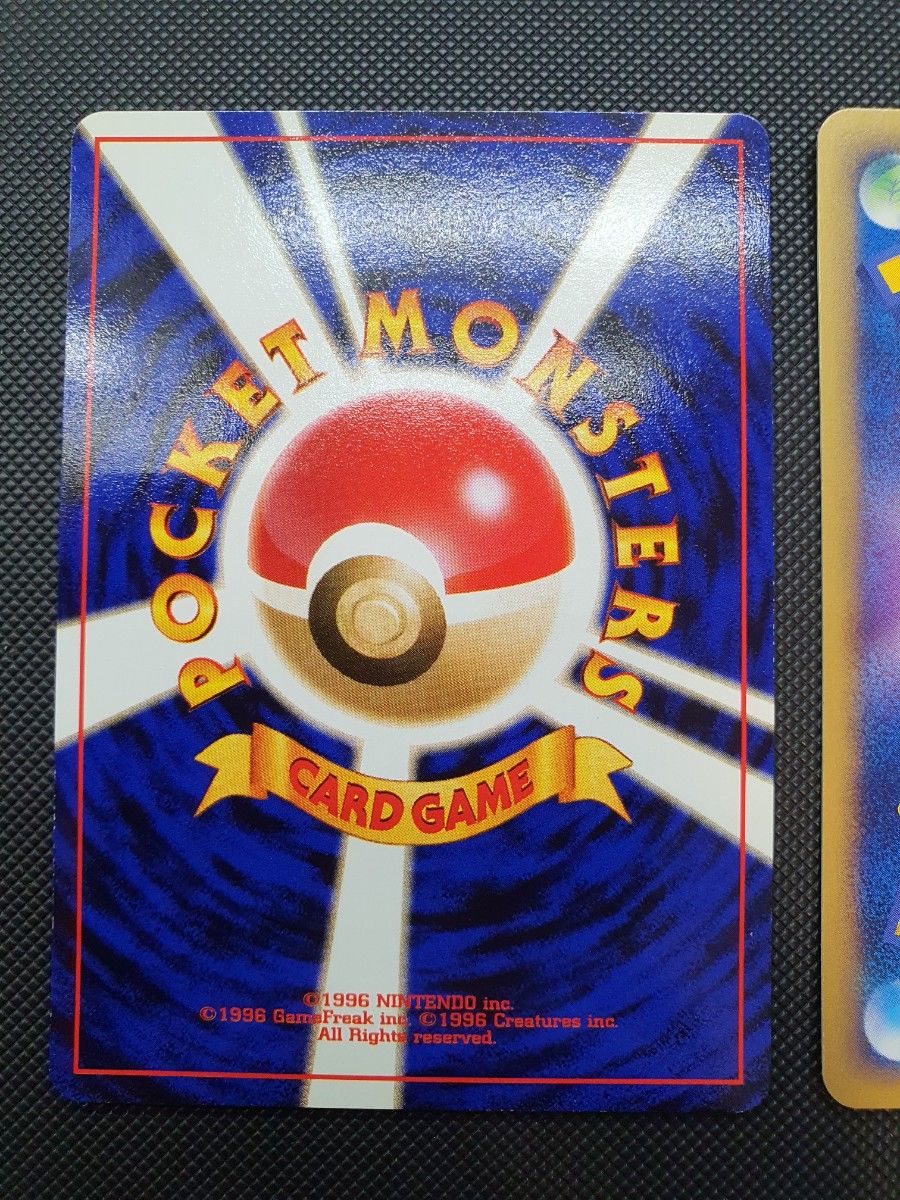 POCKET MONSTERS
CARD GAME
©1996 NINTENDO inc.
©1996 GameFreak inc. ©1996 Creatures inc.
All Rights reserved.